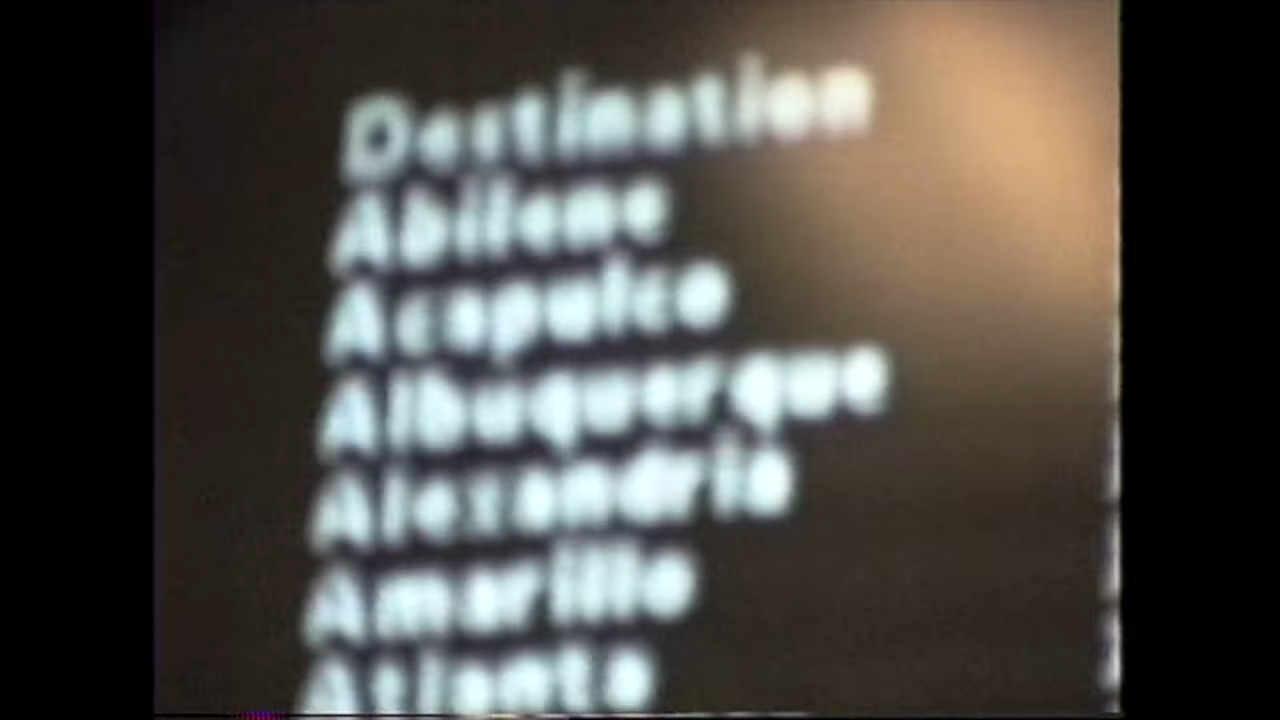 Destination
Abilene
Acapulco
Albuquerque
Alexandria
Amarillo
Atlanta